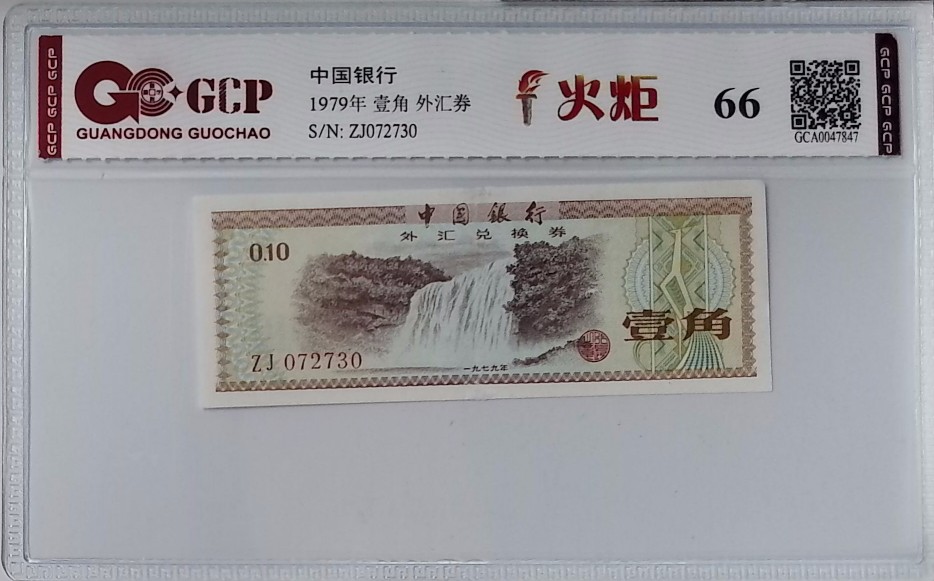 GCP GCP GCP
GCP
GUANGDONG GUOCHAO
中国银行
1979年 壹角 外汇券
S/N: ZJ072730
火炬
66
GCA0047847
GCP GCP GCP
中国银行
外汇兑换券
0.10
壹角
ZJ 072730
一九七九年